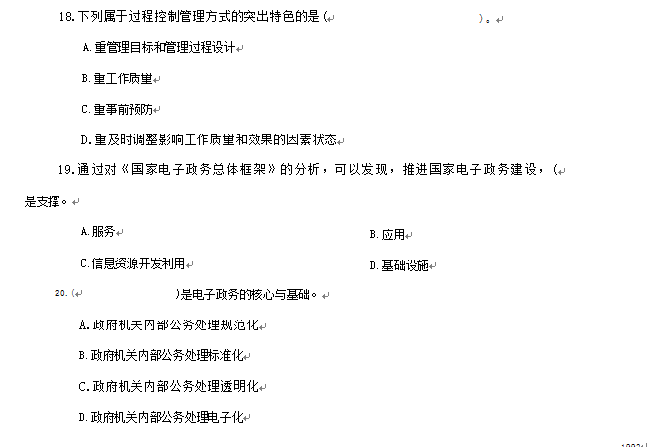 18.下列属于过程控制管理方式的突出特色的是(
)。
A.重管理目标和管理过程设计
B.重工作质量
C.重事前预防
D.重及时调整影响工作质量和效果的因素状态
19.通过对《国家电子政务总体框架》的分析，可以发现，推进国家电子政务建设，(
是支撑。
A.服务
B.应用
C.信息资源开发利用
D.基础设施
20.( )是电子政务的核心与基础。
A.政府机关内部公务处理规范化
B.政府机关内部公务处理标准化
C.政府机关内部公务处理透明化
D.政府机关内部公务处理电子化